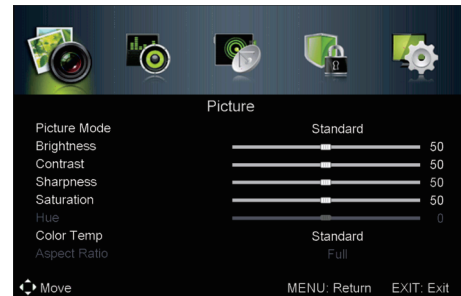 Picture
Picture Mode Standard
Brightness 50
Contrast 50
Sharpness 50
Saturation 50
Hue 0
Color Temp Standard
Aspect Ratio Full
Move MENU: Return EXIT: Exit